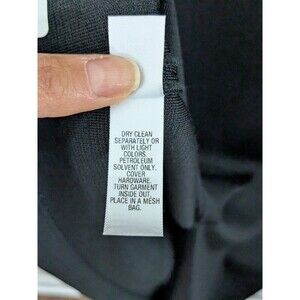 DRY CLEAN
SEPARATELY OR
WITH LIGHT
COLORS.
PETROLEUM
SOLVENT ONLY.
COVER
HARDWARE.
TURN GARMENT
INSIDE OUT,
PLACE IN A MESH
BAG.